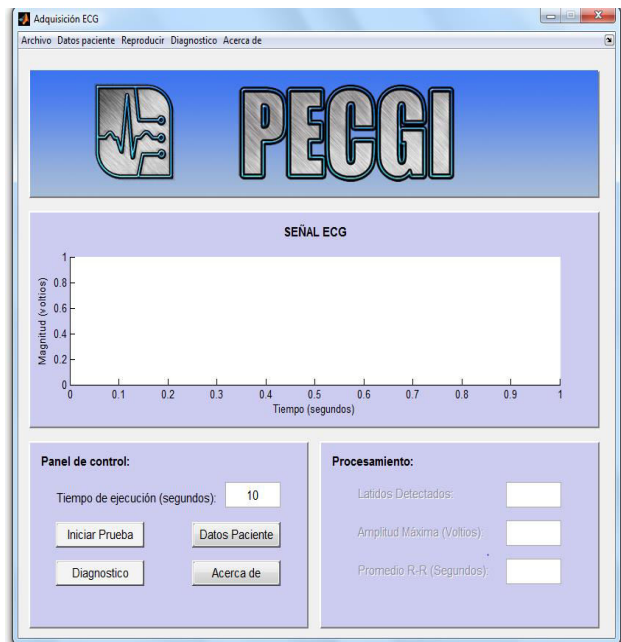 Adquisición ECG
Archivo Datos paciente Reproducir Diagnostico Acerca de
PECGI
SEÑAL ECG
Magnitud (voltios)
1
0.8
0.6
0.4
0.2
0
0 0.1 0.2 0.3 0.4 0.5 0.6 0.7 0.8 0.9 1
Tiempo (segundos)
Panel de control:
Tiempo de ejecución (segundos): 10
Iniciar Prueba Datos Paciente
Diagnostico Acerca de
Procesamiento:
Latidos Detectados:
Amplitud Máxima (Voltios):
Promedio R-R (Segundos):